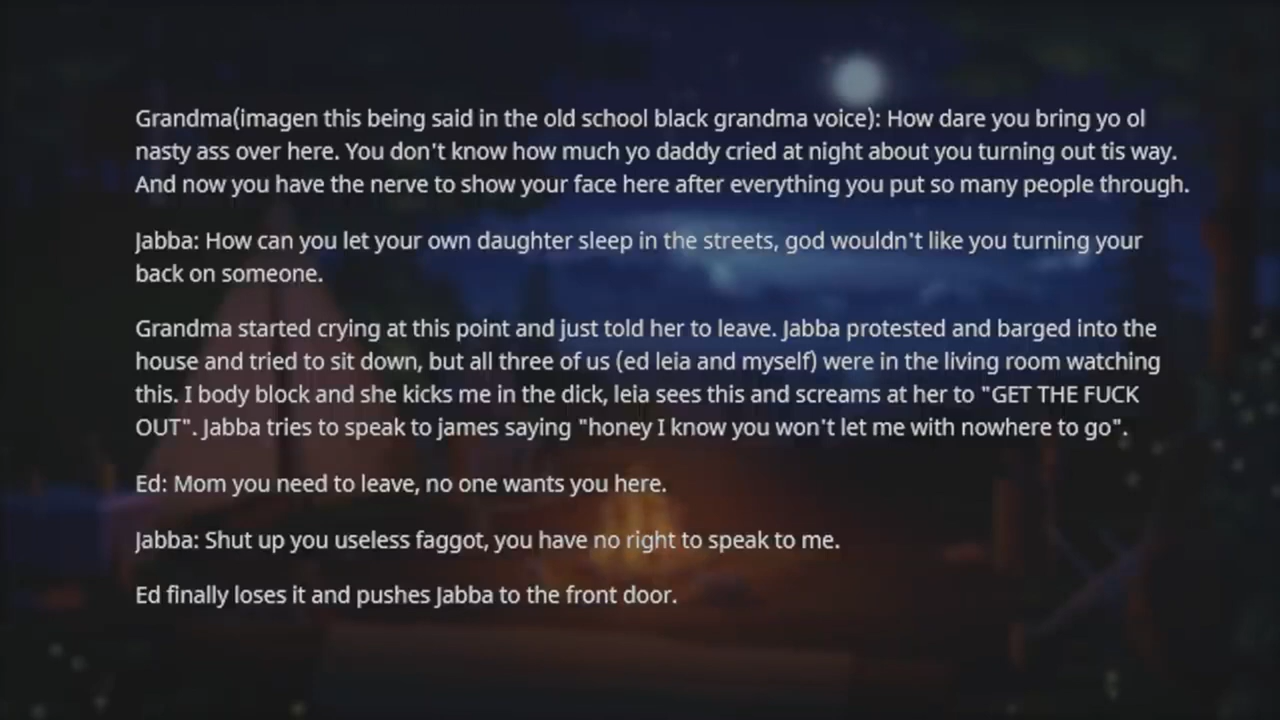 Grandma(imagen this being said in the old school black grandma voice): How dare you bring yo ol
nasty ass over here. You don't know how much yo daddy cried at night about you turning out tis way.
And now you have the nerve to show your face here after everything you put so many people through.
Jabba: How can you let your own daughter sleep in the streets, god wouldn't like you turning your
back on someone.
Grandma started crying at this point and just told her to leave. Jabba protested and barged into the
house and tried to sit down, but all three of us (ed leia and myself) were in the living room watching
this. I body block and she kicks me in the dick, leia sees this and screams at her to "GET THE FUCK
OUT". Jabba tries to speak to james saying "honey I know you won't let me with nowhere to go".
Ed: Mom you need to leave, no one wants you here.
Jabba: Shut up you useless faggot, you have no right to speak to me.
Ed finally loses it and pushes Jabba to the front door.